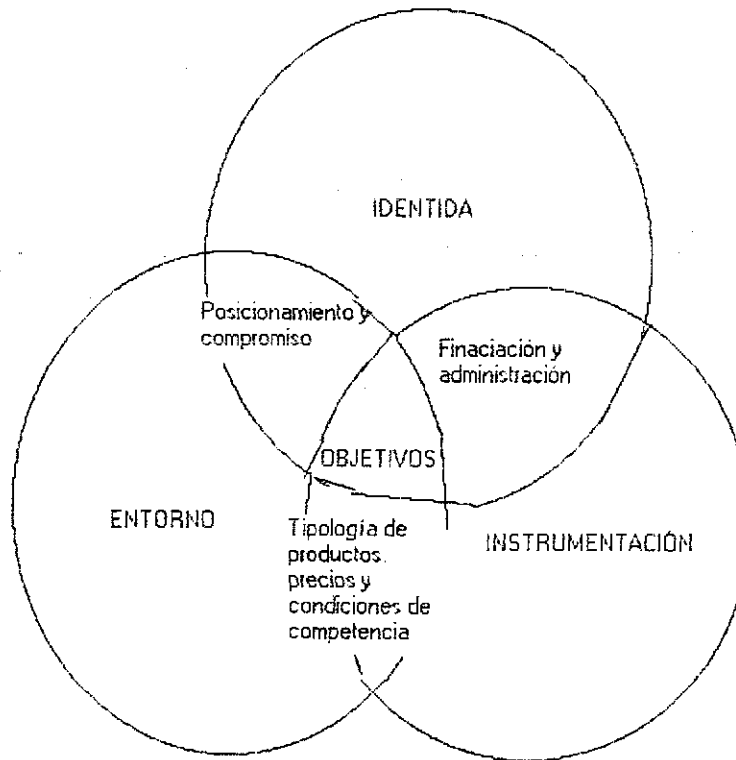 IDENTIDA
Posicionamiento y
compromiso
Finaciación y
administración
OBJETIVOS
ENTORNO
INSTRUMENTACIÓN
Tipología de
productos.
precios y
condiciones de
competencia